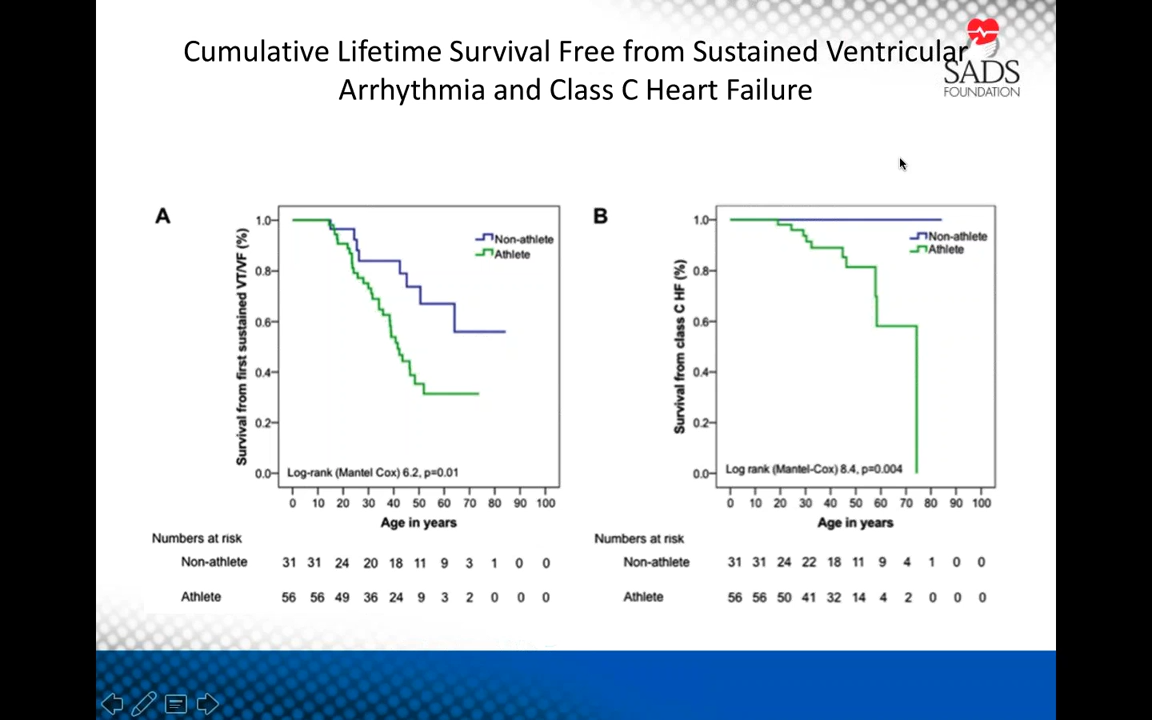 Cumulative Lifetime Survival Free from Sustained Ventricular
Arrhythmia and Class C Heart Failure
SADS
FOUNDATION
A
Survival from first sustained VT/VF (%)
1.0
0.8
0.6
0.4
0.2
0.0
Non-athlete
Athlete
Log-rank (Mantel Cox) 6.2, p=0.01
0 10 20 30 40 50 60 70 80 90 100
Age in years
Numbers at risk
Non-athlete 31 31 24 20 18 11 9 3 1 0 0
Athlete 56 56 49 36 24 9 3 2 0 0 0
B
Survival from class C HF (%)
1.0
0.8
0.6
0.4
0.2
0.0
Non-athlete
Athlete
Log rank (Mantel-Cox) 8.4, p=0.004
0 10 20 30 40 50 60 70 80 90 100
Age in years
Numbers at risk
Non-athlete 31 31 24 22 18 11 9 4 1 0 0
Athlete 56 56 50 41 32 14 4 2 0 0 0